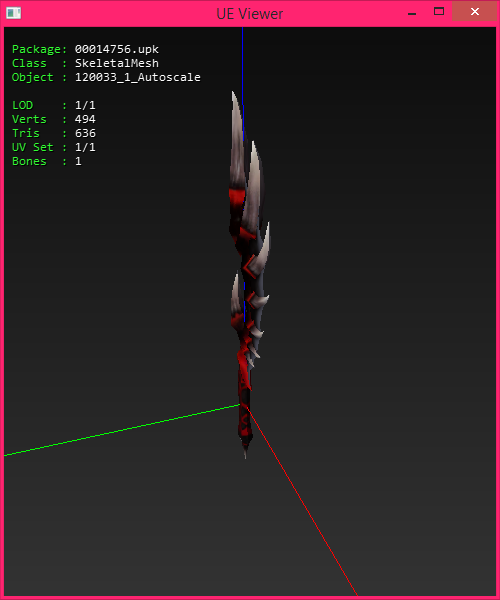 UE Viewer
Package: 00014756.upk
Class  : SkeletalMesh
Object : 120033_1_Autoscale
LOD    : 1/1
Verts  : 494
Tris   : 636
UV Set : 1/1
Bones  : 1